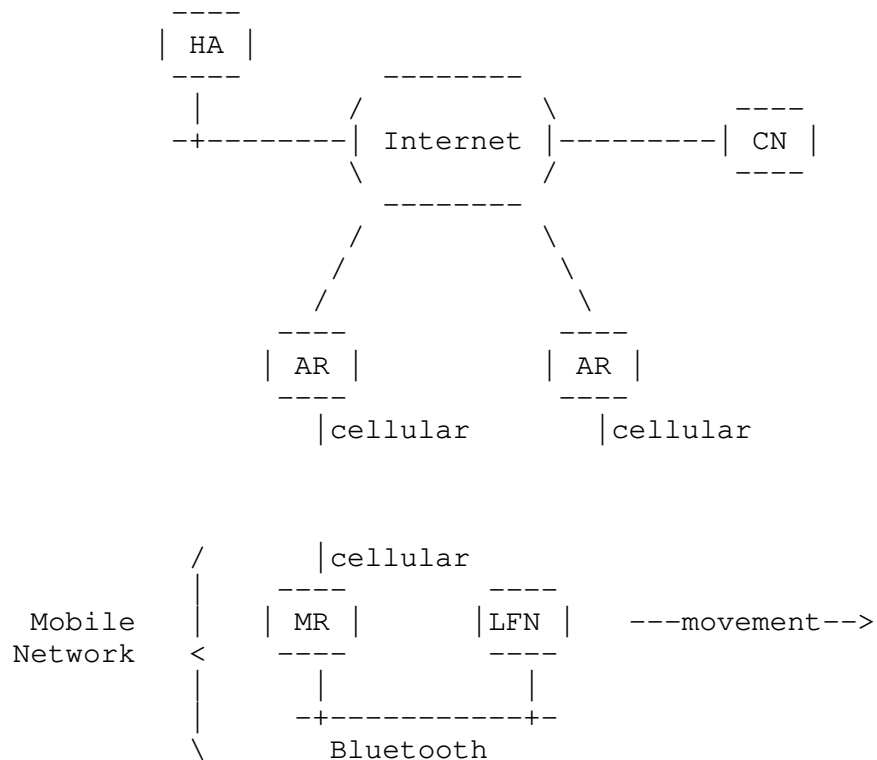 HA
Internet CN
AR AR
cellular cellular
cellular
Mobile MR LFN ---movement-->
Network
Bluetooth